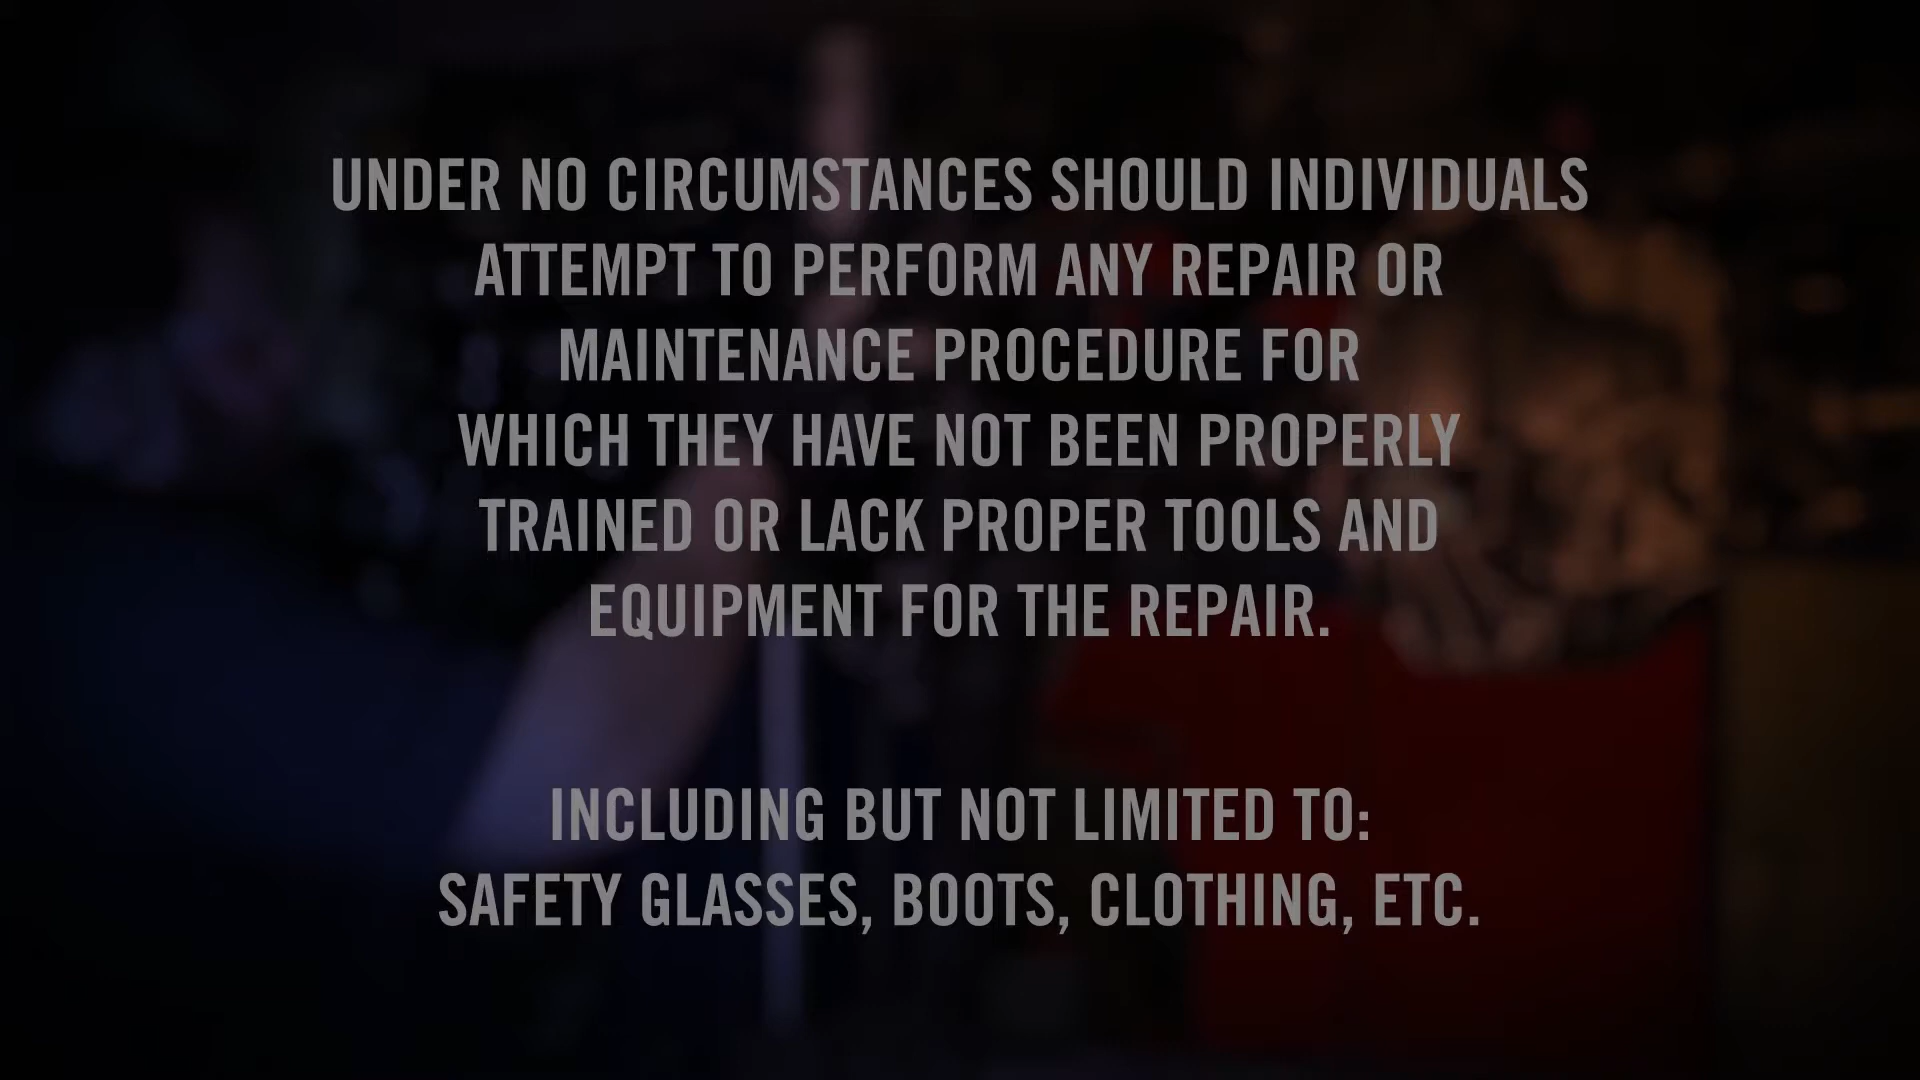 UNDER NO CIRCUMSTANCES SHOULD INDIVIDUALS
ATTEMPT TO PERFORM ANY REPAIR OR
MAINTENANCE PROCEDURE FOR
WHICH THEY HAVE NOT BEEN PROPERLY
TRAINED OR LACK PROPER TOOLS AND
EQUIPMENT FOR THE REPAIR.
INCLUDING BUT NOT LIMITED TO:
SAFETY GLASSES, BOOTS, CLOTHING, ETC.